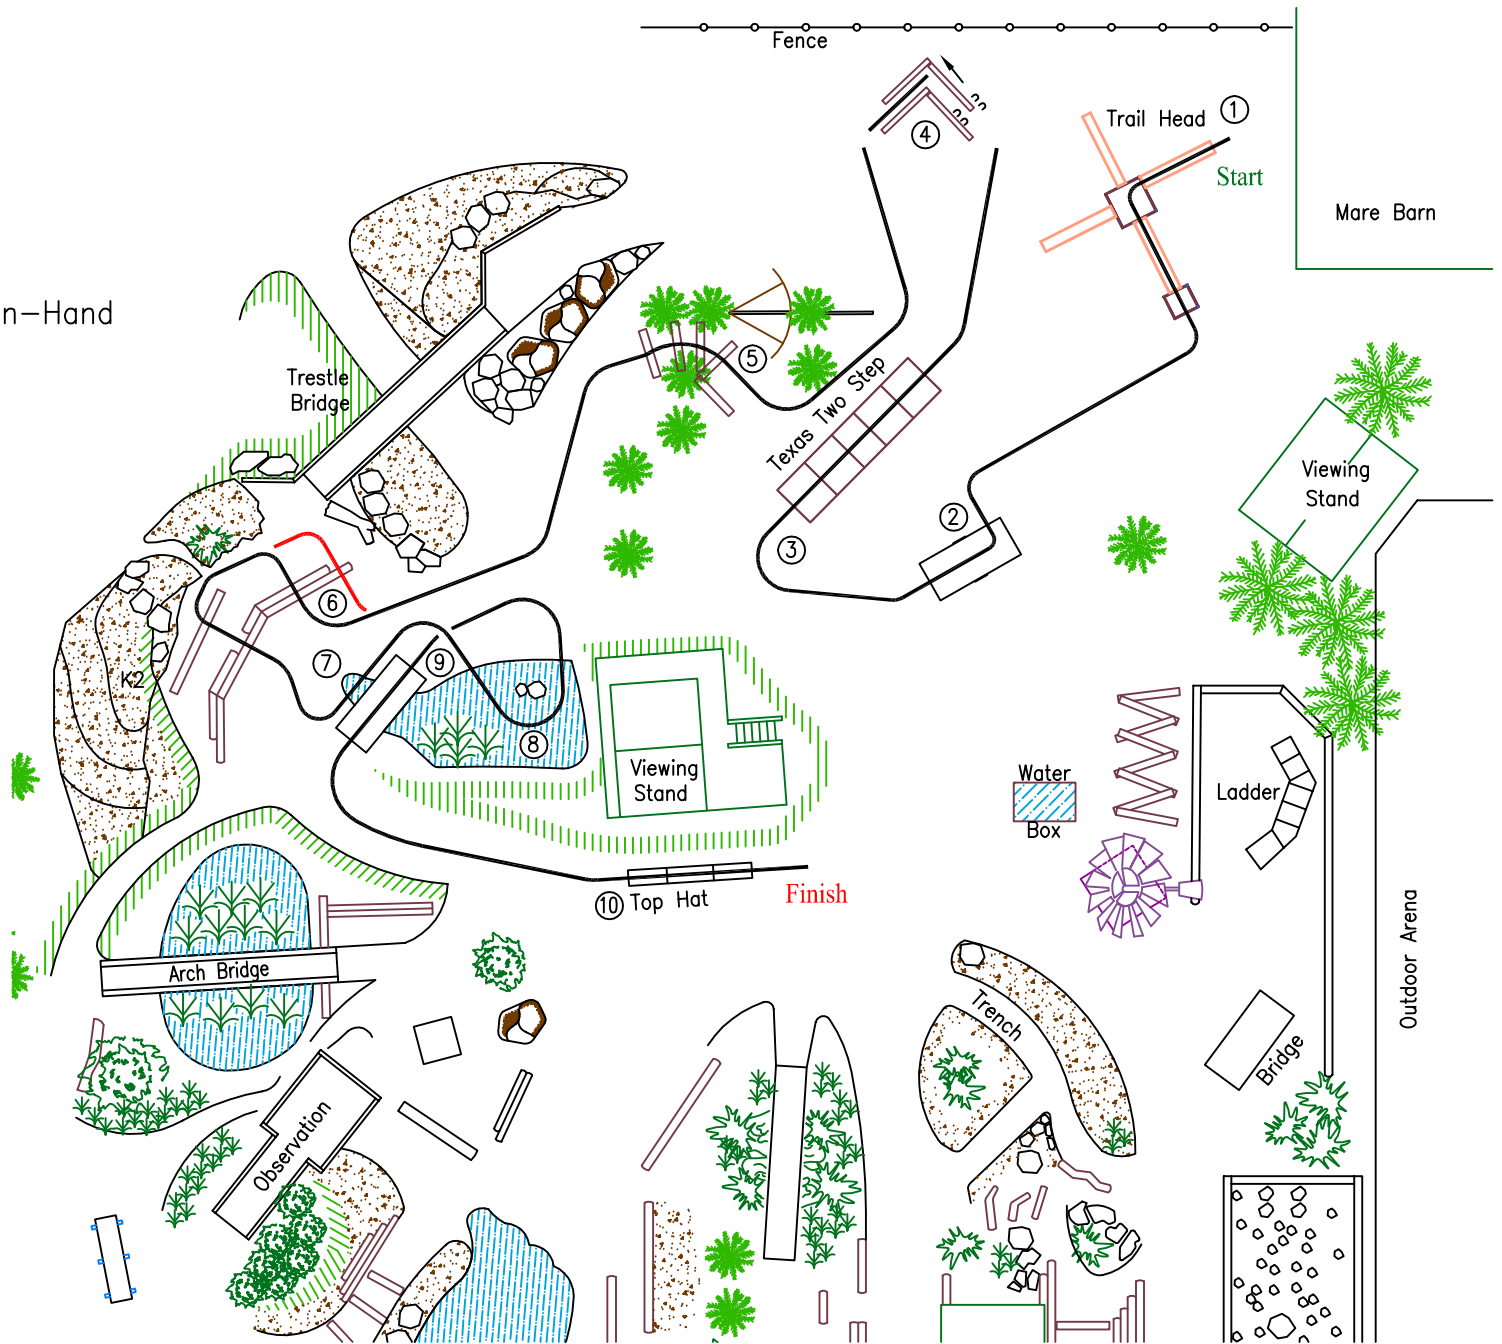 Fence
Trail Head 1
Start
4
Mare Barn
n-Hand
Trestle
Bridge
5
Texas Two Step
Viewing
Stand
2
3
6
7
9
K2
8
Viewing
Stand
Water
Box
Ladder
10 Top Hat
Finish
Outdoor Arena
Arch Bridge
Trench
Bridge
Observation